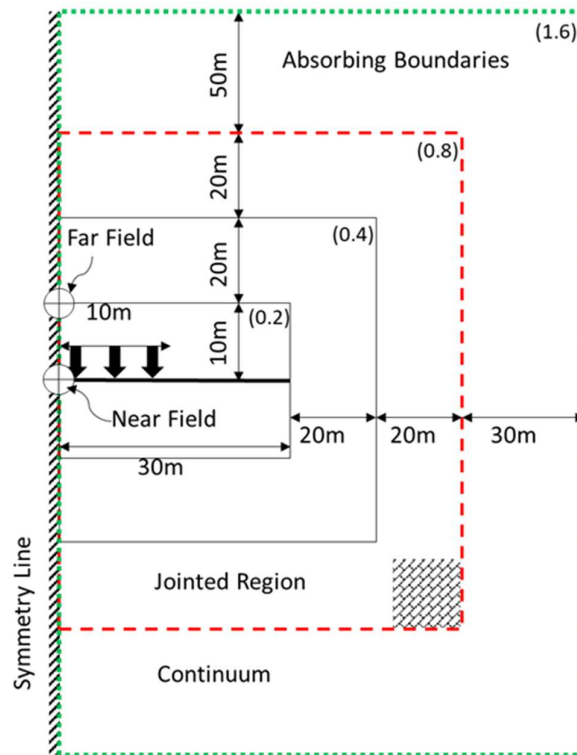 (1.6)
Absorbing Boundaries
50m
(0.8)
20m
(0.4)
Far Field
20m
10m
(0.2)
10m
Near Field
20m
20m
30m
30m
Jointed Region
Symmetry Line
Continuum